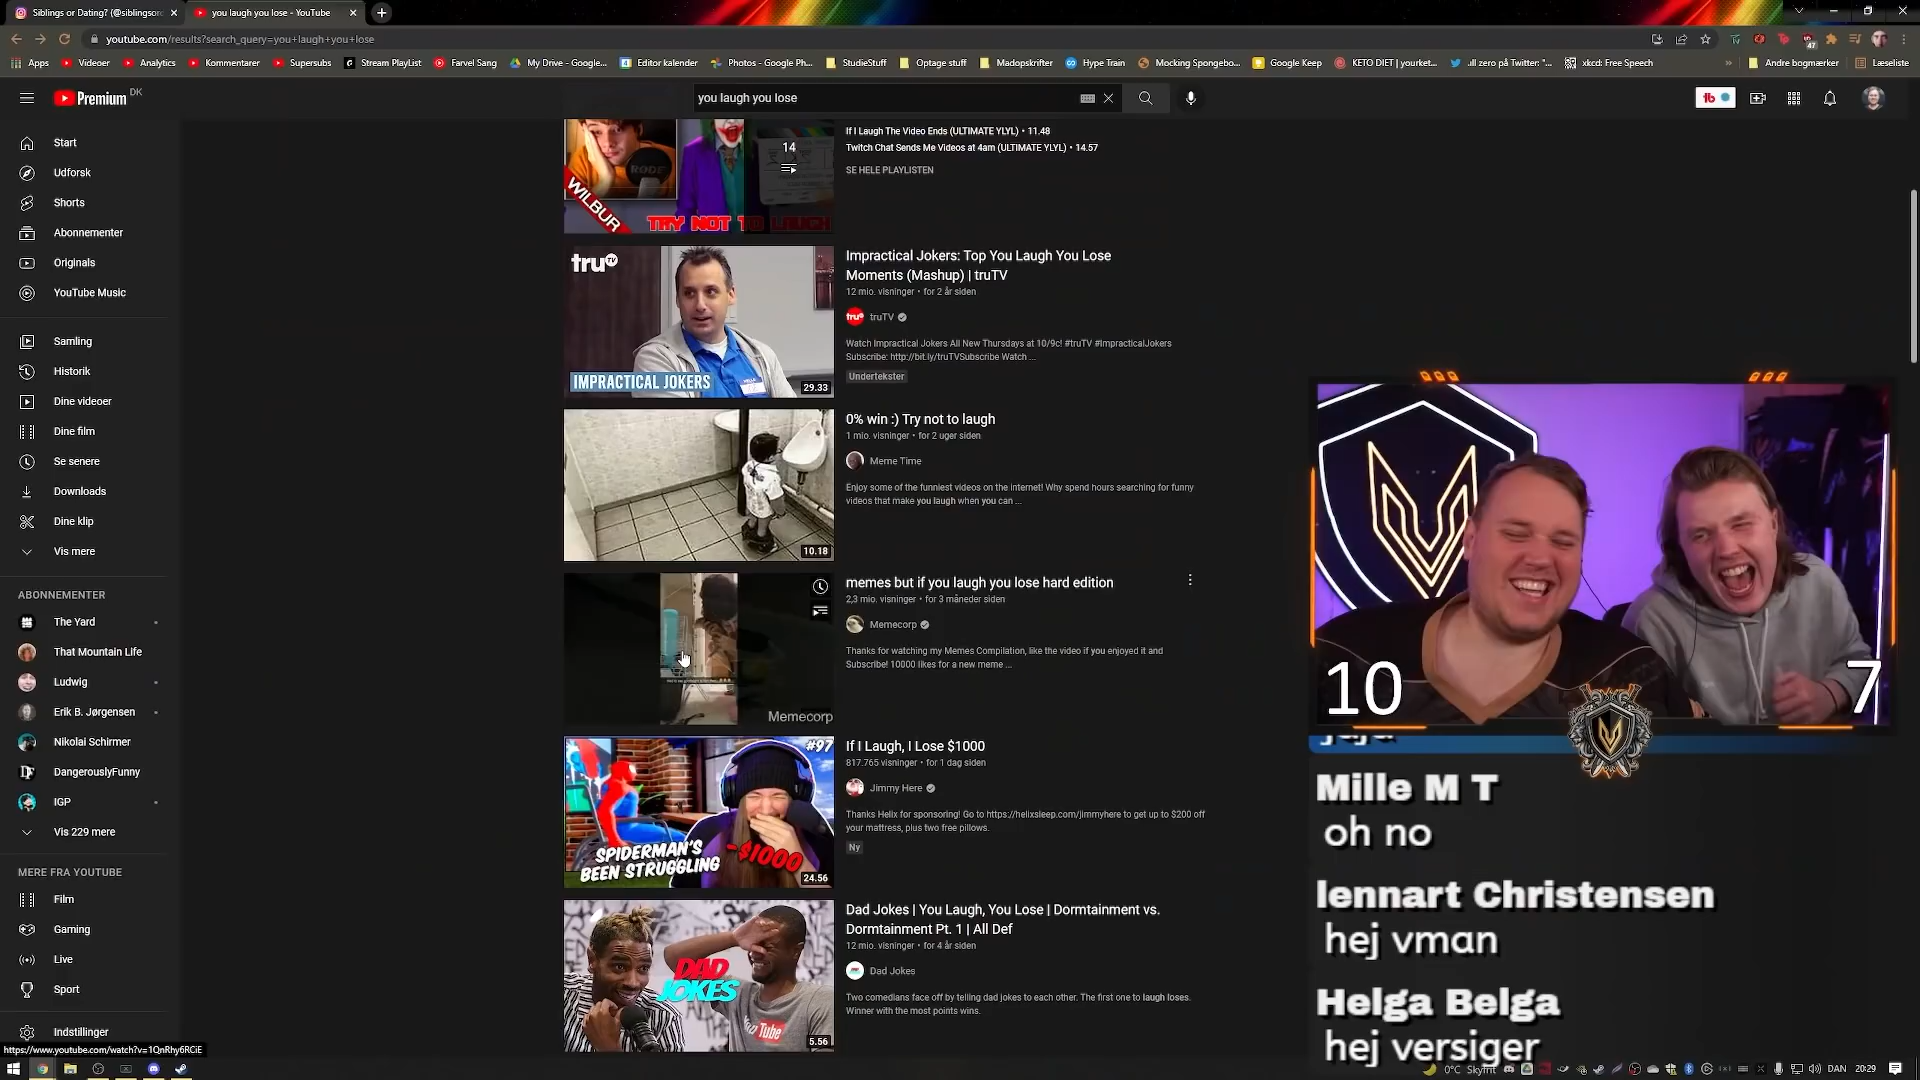 Siblings or Dating? (@siblingsor
you laugh you lose - YouTube
youtube.com/results?search_query=you+laugh+you+lose
47
Apps
Videoer
Analytics
Kommentarer
Supersubs
Stream PlayList
Farvel Sang
My Drive - Google...
Editor kalender
Photos - Google Ph...
StudieStuff
Optage stuff
Madopskrifter
Hype Train
Mocking Spongebo...
Google Keep
KETO DIET | yourket...
Jill zero på Twitter: "...
xkcd: Free Speech
»
Andre bogmærker
Læseliste
Premium DK
you laugh you lose
tb
Start
Udforsk
Shorts
Abonnementer
Originals
YouTube Music
Samling
Historik
Dine videoer
Dine film
Se senere
Downloads
Dine klip
Vis mere
ABONNEMENTER
The Yard
That Mountain Life
Ludwig
Erik B. Jørgensen
Nikolai Schirmer
DangerouslyFunny
IGP
Vis 229 mere
MERE FRA YOUTUBE
Film
Gaming
Live
Sport
Indstillinger
https://www.youtube.com/watch?v=1QnRhy6RCiE
RODE
WILBUR
TRY NOT TO LAUGH
14
If I Laugh The Video Ends (ULTIMATE YLYL) • 11.48
Twitch Chat Sends Me Videos at 4am (ULTIMATE YLYL) • 14.57
SE HELE PLAYLISTEN
truTV
IMPRACTICAL JOKERS
29.33
Impractical Jokers: Top You Laugh You Lose
Moments (Mashup) | truTV
12 mio. visninger • for 2 år siden
tru truTV
Watch Impractical Jokers All New Thursdays at 10/9c! #truTV #ImpracticalJokers
Subscribe: http://bit.ly/truTVSubscribe Watch ...
Undertekster
10.18
0% win :) Try not to laugh
1 mio. visninger • for 2 uger siden
Meme Time
Enjoy some of the funniest videos on the internet! Why spend hours searching for funny
videos that make you laugh when you can ...
Memecorp
memes but if you laugh you lose hard edition
2,3 mio. visninger • for 3 måneder siden
Memecorp
Thanks for watching my Memes Compilation, like the video if you enjoyed it and
Subscribe! 10000 likes for a new meme ...
#97
SPIDERMAN'S
BEEN STRUGGLING
-$1000
24.56
If I Laugh, I Lose $1000
817.765 visninger • for 1 dag siden
Jimmy Here
Thanks Helix for sponsoring! Go to https://helixsleep.com/jimmyhere to get up to $200 off
your mattress, plus two free pillows.
Ny
DAD
JOKES
You Tube
5.56
Dad Jokes | You Laugh, You Lose | Dormtainment vs.
Dormtainment Pt. 1 | All Def
12 mio. visninger • for 4 år siden
Dad Jokes
Two comedians face off by telling dad jokes to each other. The first one to laugh loses.
Winner with the most points wins.
10
7
Mille M T
oh no
lennart Christensen
hej vman
Helga Belga
hej versiger
0°C Skyfrit
DAN
20:29